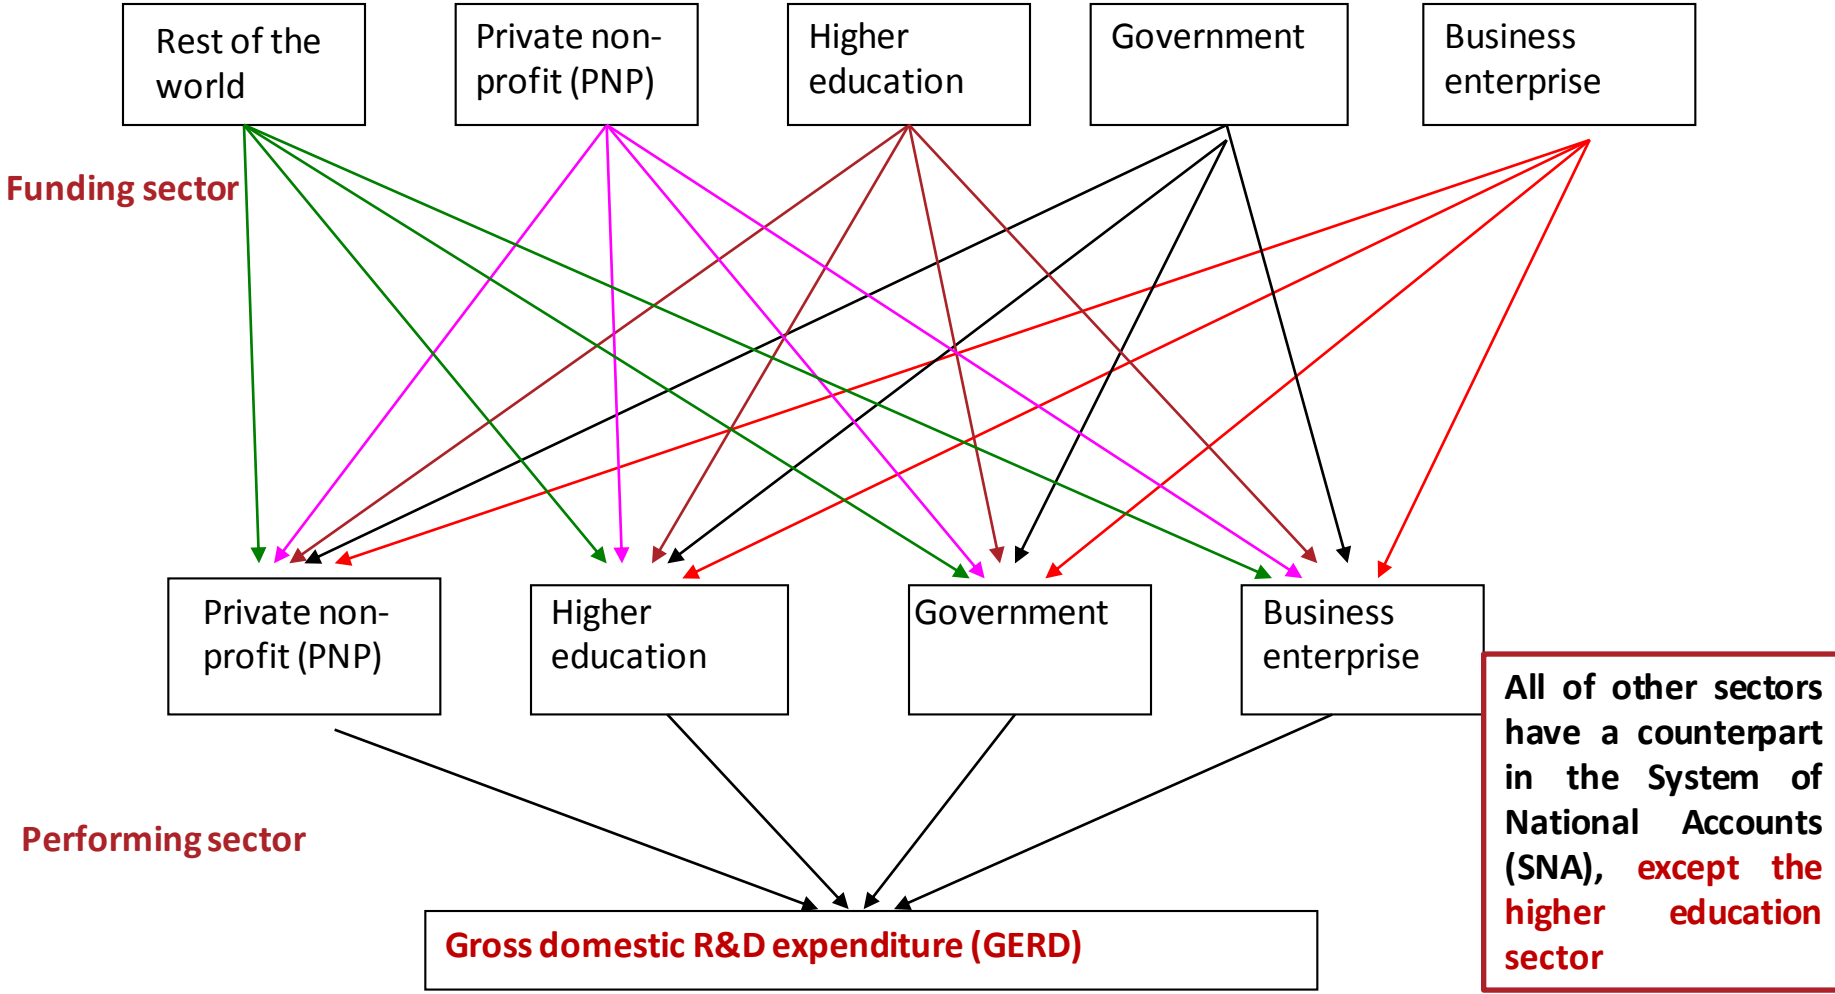 Rest of the
world
Private non-
profit (PNP)
Higher
education
Government
Business
enterprise
Funding sector
Private non-
profit (PNP)
Higher
education
Government
Business
enterprise
All of other sectors
have a counterpart
in the System of
National Accounts
(SNA), except the
higher education
sector
Performing sector
Gross domestic R&D expenditure (GERD)